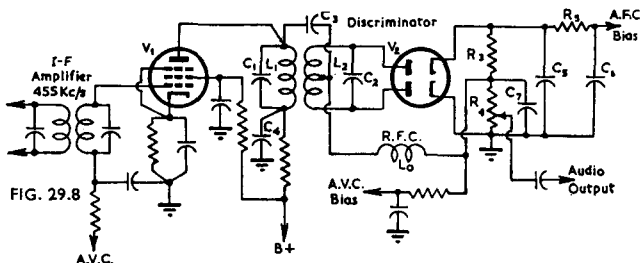 I-F
Amplifier
455Kc/s
V1
C1
L1
C4
C3
Discriminator
L2
C2
V2
R3
R4
C7
C5
R5
C6
A.F.C.
Bias
R.F.C.
L0
A.V.C.
Bias
Audio
Output
FIG. 29.8
A.V.C.
B+